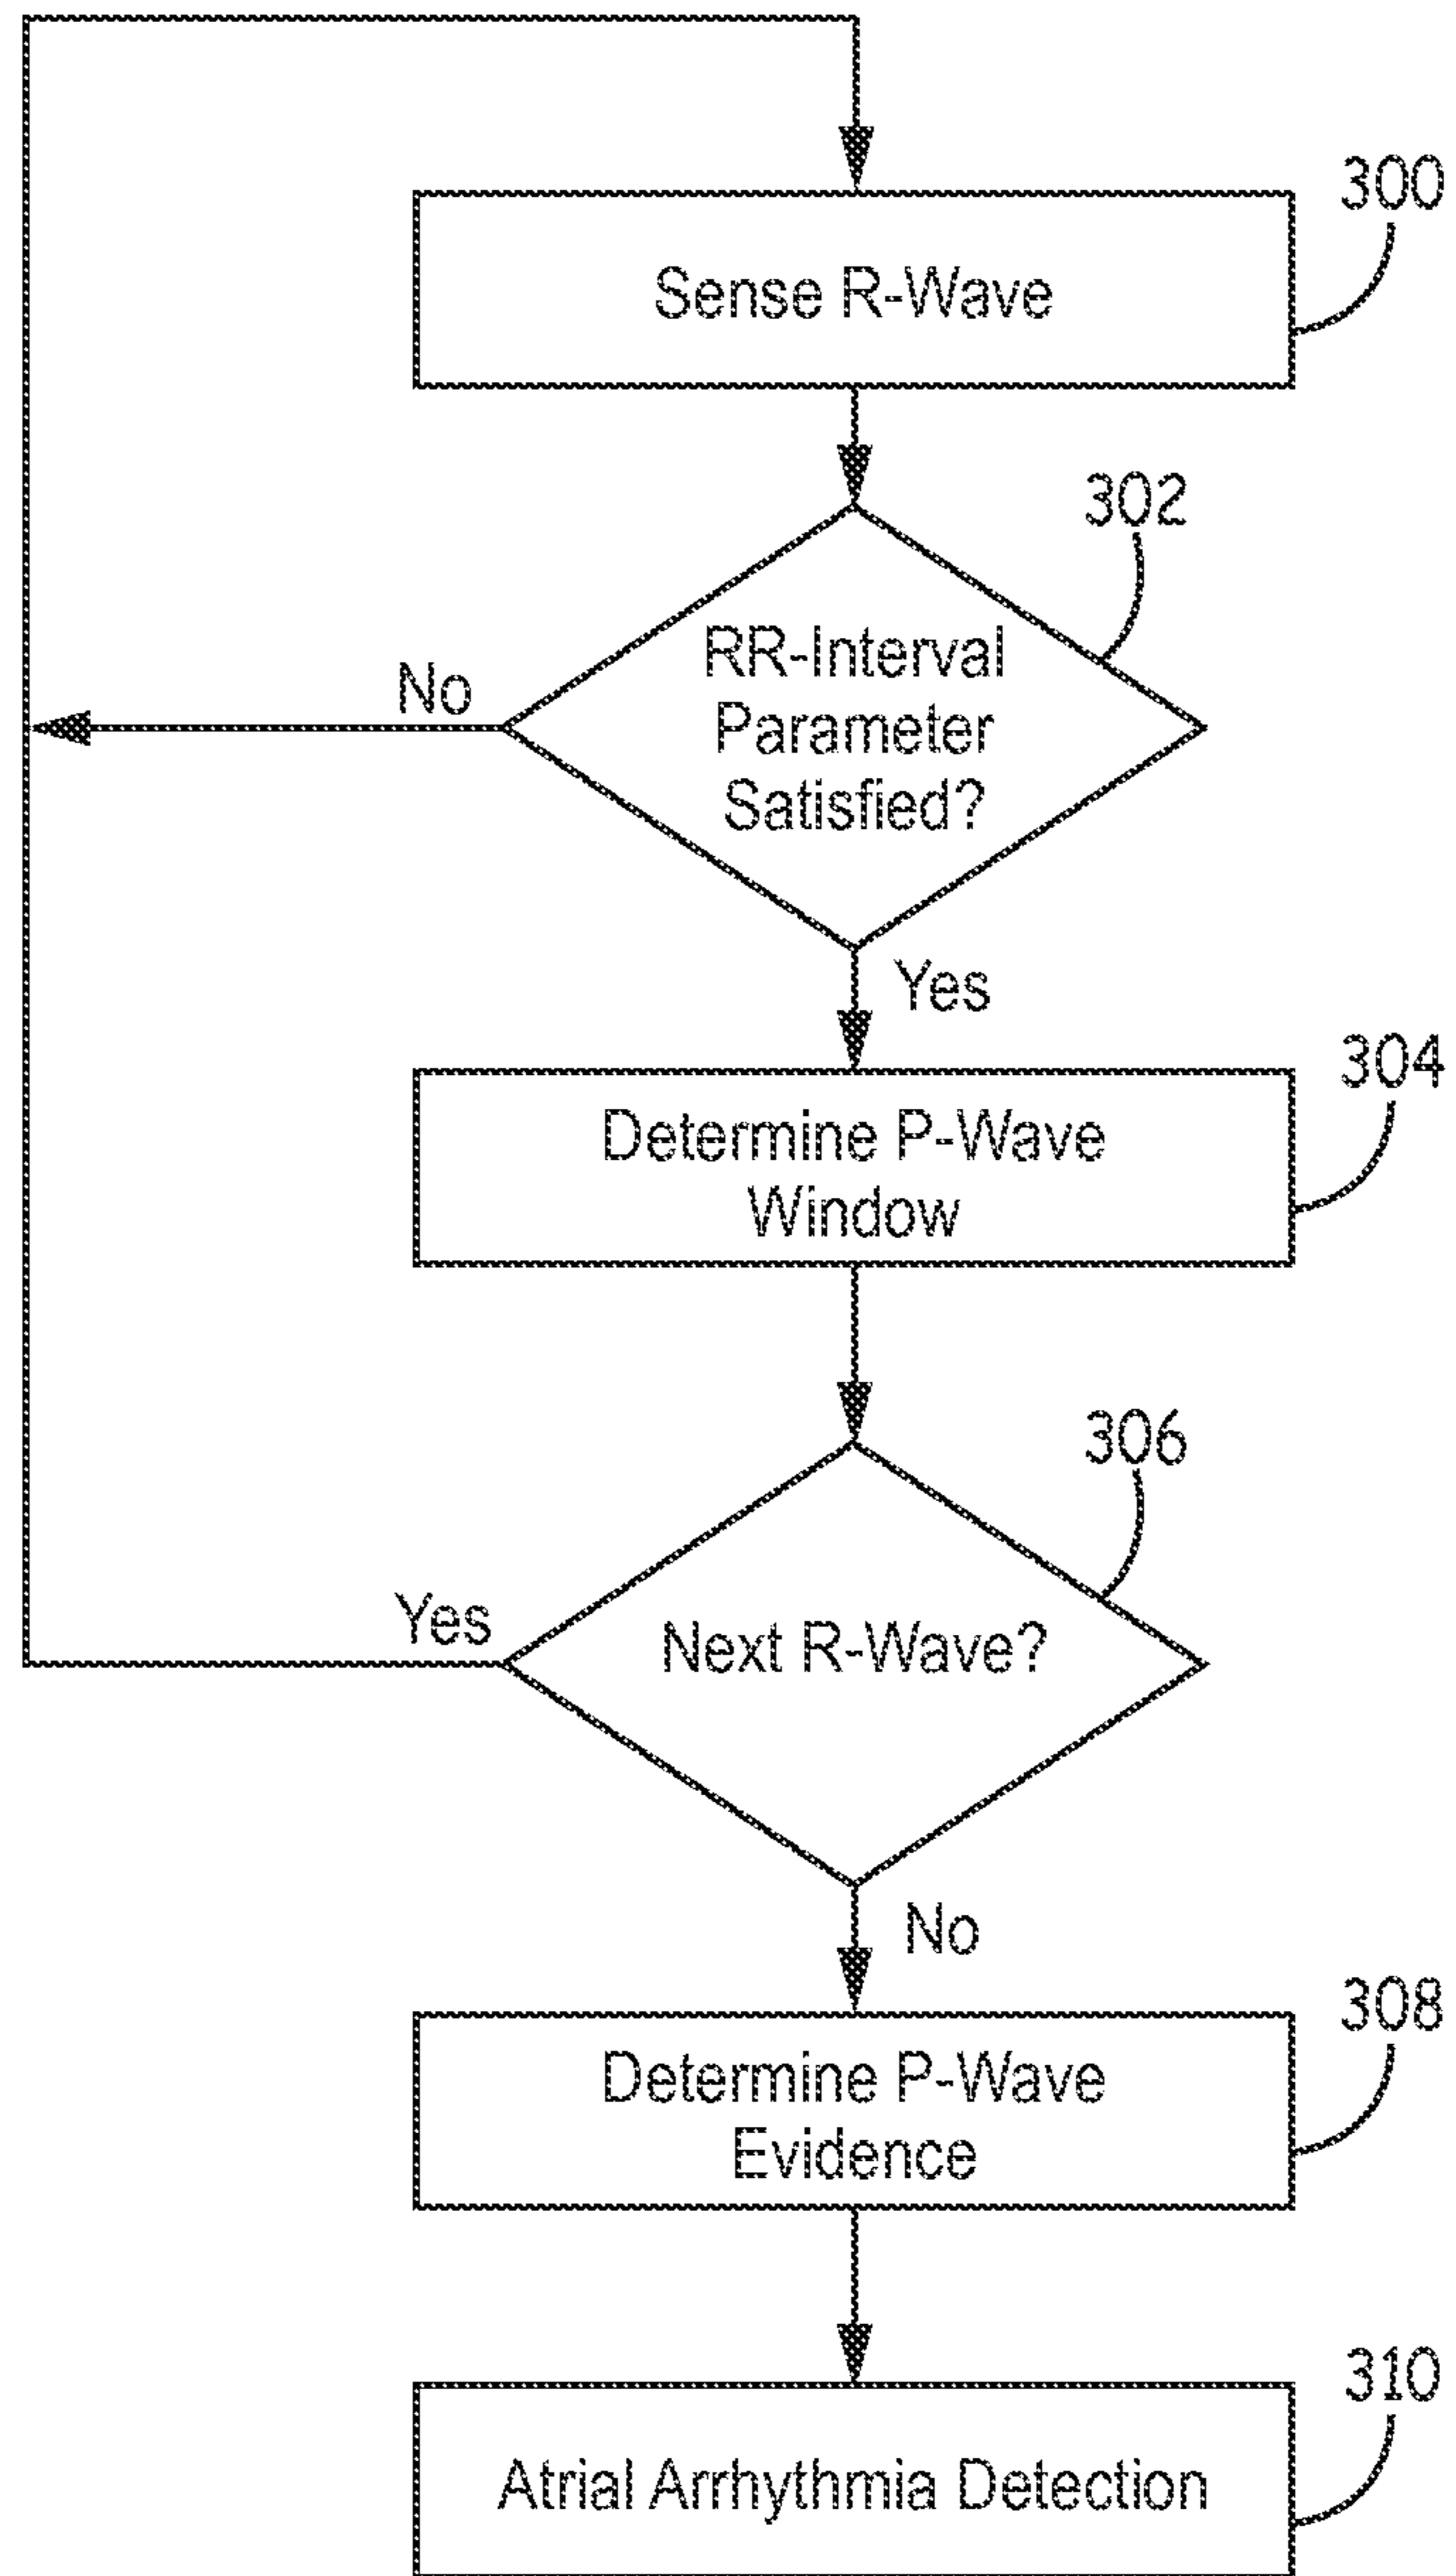 300
Sense R-Wave
302
RR-Interval
Parameter
Satisfied?
No
Yes
304
Determine P-Wave
Window
306
Next R-Wave?
Yes
No
308
Determine P-Wave
Evidence
310
Atrial Arrhythmia Detection